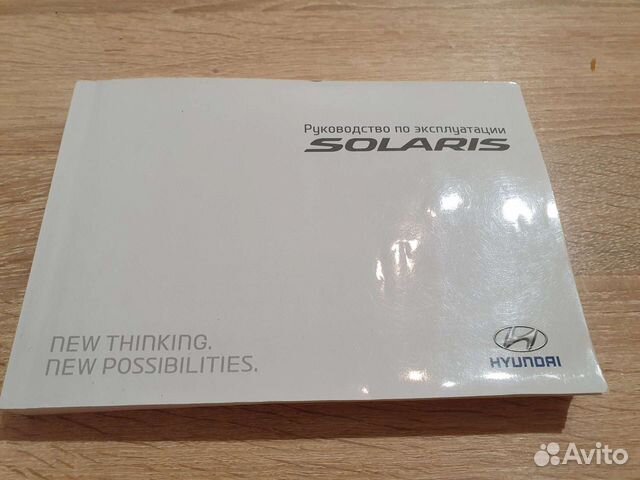 Руководство по эксплуатации
SOLARIS
NEW THINKING.
NEW POSSIBILITIES.
HYUNDAI
Avito